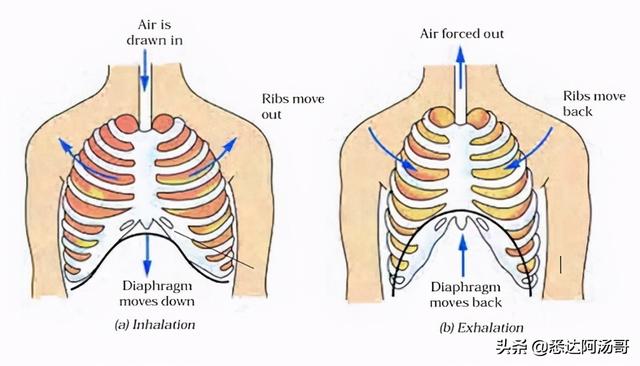 Air is
drawn in
Ribs move
out
Diaphragm
moves down
(a) Inhalation
Air forced out
Ribs move
back
Diaphragm
moves back
(b) Exhalation
头条 @悉达阿汤哥